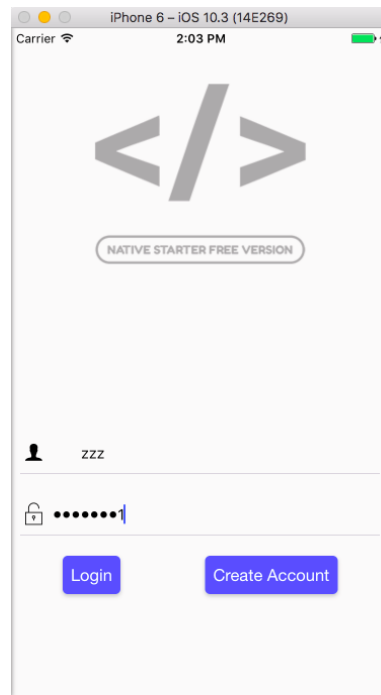 iPhone 6 – iOS 10.3 (14E269)
Carrier 2:03 PM
</>
NATIVE STARTER FREE VERSION
zzz
●●●●●●●1
Login Create Account